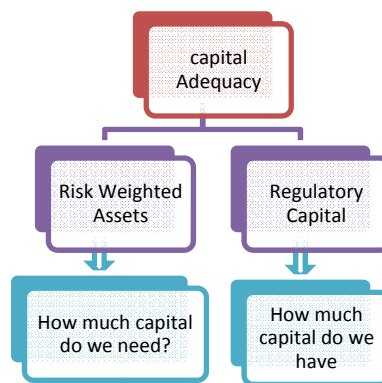 capital
Adequacy
Risk Weighted
Assets
Regulatory
Capital
How much capital
do we need?
How much
capital do we
have